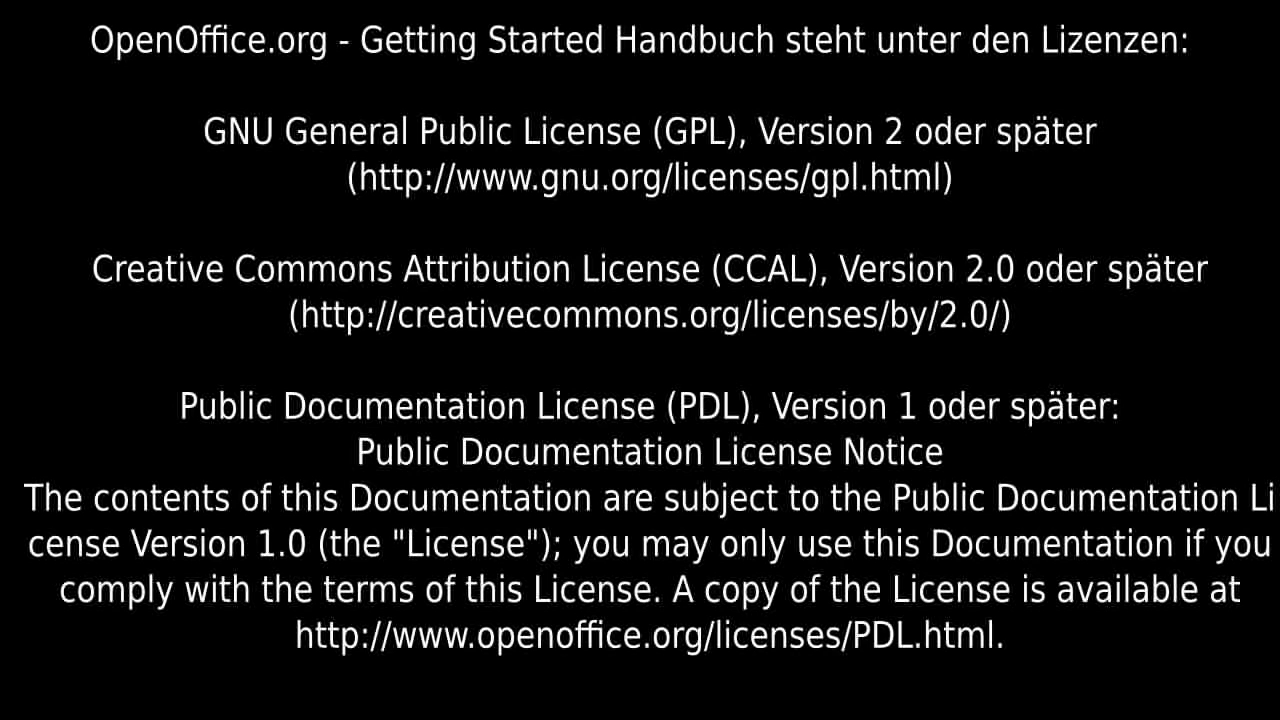 OpenOffice.org - Getting Started Handbuch steht unter den Lizenzen:
GNU General Public License (GPL), Version 2 oder später
(http://www.gnu.org/licenses/gpl.html)
Creative Commons Attribution License (CCAL), Version 2.0 oder später
(http://creativecommons.org/licenses/by/2.0/)
Public Documentation License (PDL), Version 1 oder später:
Public Documentation License Notice
The contents of this Documentation are subject to the Public Documentation Li
cense Version 1.0 (the "License"); you may only use this Documentation if you
comply with the terms of this License. A copy of the License is available at
http://www.openoffice.org/licenses/PDL.html.